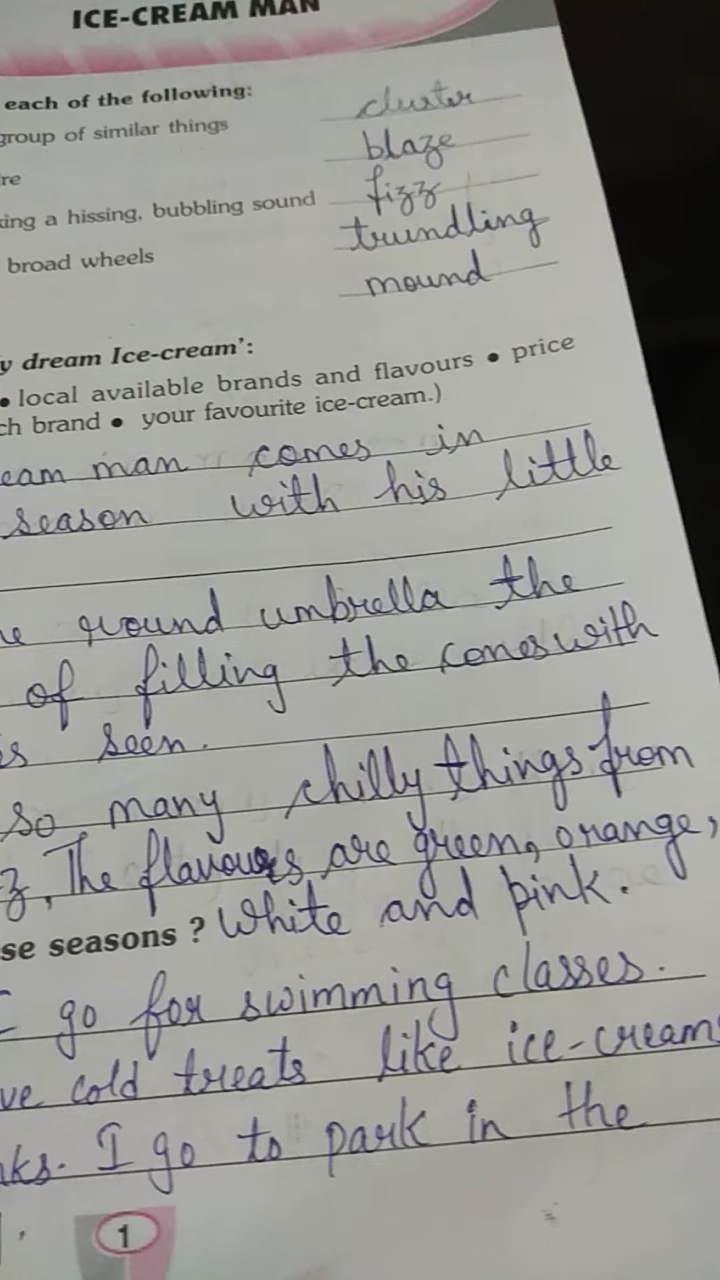 ICE-CREAM MAN
each of the following:
group of similar things cluster
re blaze
king a hissing, bubbling sound fizz
trundling
broad wheels
mound
y dream Ice-cream':
• local available brands and flavours • price
ch brand • your favourite ice-cream.)
eam man comes in
season with his little
ne round umbrella the
of filling the cones with
is seen.
so many chilly things from
z. The flavours are green, orange,
se seasons ? White and pink.
I go for swimming classes.
ve cold treats like ice-cream
nks. I go to park in the
1